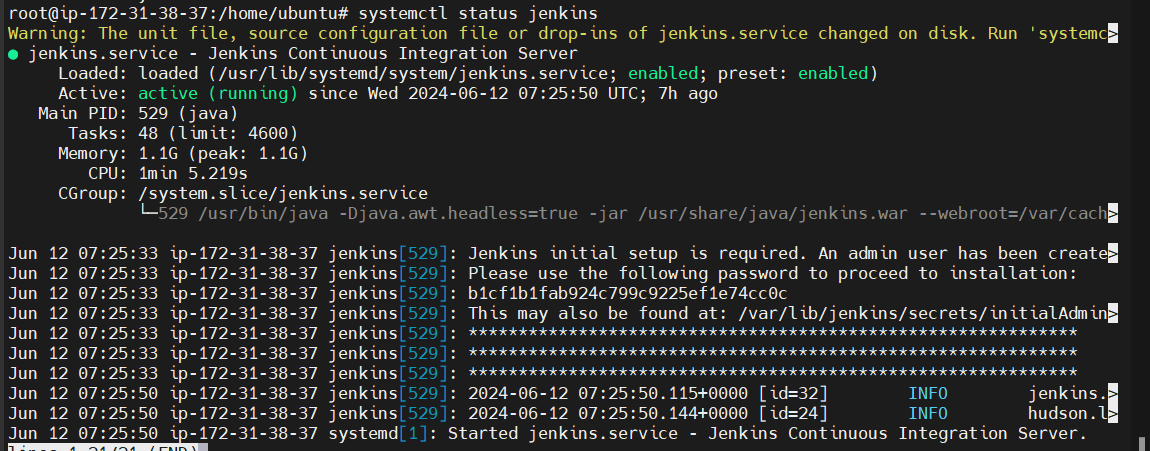 root@ip-172-31-38-37:/home/ubuntu# systemctl status jenkins
Warning: The unit file, source configuration file or drop-ins of jenkins.service changed on disk. Run 'systemc>
● jenkins.service - Jenkins Continuous Integration Server
Loaded: loaded (/usr/lib/systemd/system/jenkins.service; enabled; preset: enabled)
Active: active (running) since Wed 2024-06-12 07:25:50 UTC; 7h ago
Main PID: 529 (java)
Tasks: 48 (limit: 4600)
Memory: 1.1G (peak: 1.1G)
CPU: 1min 5.219s
CGroup: /system.slice/jenkins.service
└─529 /usr/bin/java -Djava.awt.headless=true -jar /usr/share/java/jenkins.war --webroot=/var/cach>
Jun 12 07:25:33 ip-172-31-38-37 jenkins[529]: Jenkins initial setup is required. An admin user has been create>
Jun 12 07:25:33 ip-172-31-38-37 jenkins[529]: Please use the following password to proceed to installation:
Jun 12 07:25:33 ip-172-31-38-37 jenkins[529]: b1cf1b1fab924c799c9225ef1e74cc0c
Jun 12 07:25:33 ip-172-31-38-37 jenkins[529]: This may also be found at: /var/lib/jenkins/secrets/initialAdmin>
Jun 12 07:25:33 ip-172-31-38-37 jenkins[529]: *************************************************************
Jun 12 07:25:33 ip-172-31-38-37 jenkins[529]: *************************************************************
Jun 12 07:25:33 ip-172-31-38-37 jenkins[529]: *************************************************************
Jun 12 07:25:50 ip-172-31-38-37 jenkins[529]: 2024-06-12 07:25:50.115+0000 [id=32] INFO jenkins.>
Jun 12 07:25:50 ip-172-31-38-37 jenkins[529]: 2024-06-12 07:25:50.144+0000 [id=24] INFO hudson.l>
Jun 12 07:25:50 ip-172-31-38-37 systemd[1]: Started jenkins.service - Jenkins Continuous Integration Server.
lines 1-21/21 (END)